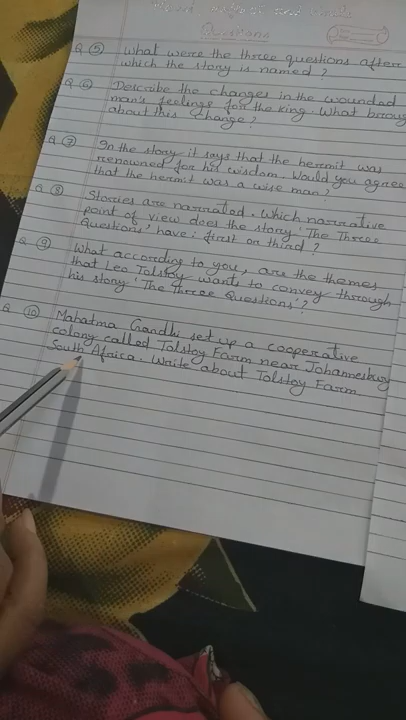 Questions
Q ⑤ What were the three questions after
which the story is named ?
Q ⑥ Describe the changes in the wounded
man's feelings for the king. What broug
about this change?
Q ⑦ In the story it says that the hermit was
renowned for his wisdom. Would you agree
that the hermit was a wise man?
Q ⑧ Stories are narrated. Which narrative
point of view does the story 'The Three
Questions' have : first or third ?
Q ⑨ What according to you, are the themes
that Leo Tolstoy wants to convey through
his story 'The Three Questions'?
Q ⑩ Mahatma Gandhi set up a cooperative
colony called Tolstoy Farm near Johannesburg
South Africa. Write about Tolstoy Farm.